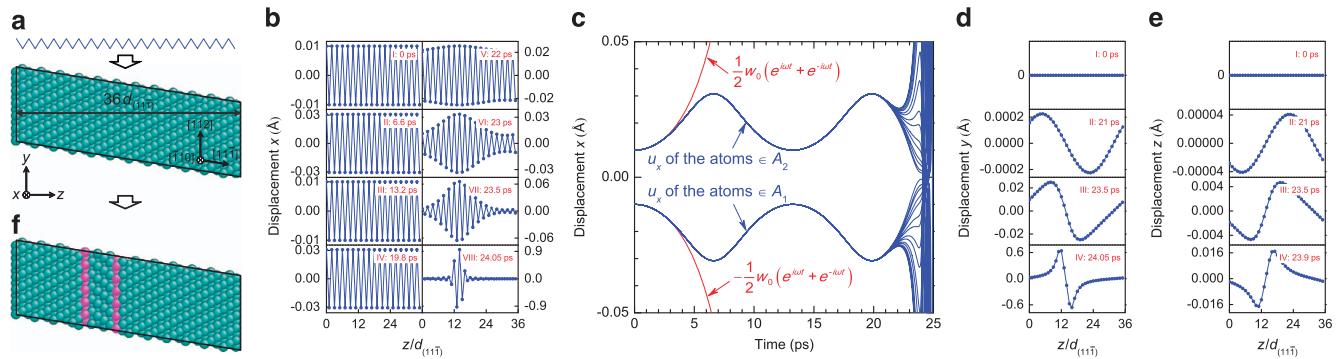 a
36 d(111̄)
[112]
[1̄10]
[111̄]
y
x
z
f
b
Displacement x (Å)
0.01
0.00
-0.01
I: 0 ps
V: 22 ps
0.02
0.00
-0.02
0.03
0.00
-0.03
II: 6.6 ps
VI: 23 ps
0.03
0.00
-0.03
0.01
0.00
-0.01
III: 13.2 ps
VII: 23.5 ps
0.06
0.00
-0.06
0.03
0.00
-0.03
IV: 19.8 ps
VIII: 24.05 ps
0.9
0.0
-0.9
0 12 24 0 12 24 36
z/d(111̄)
c
Displacement x (Å)
0.05
0.00
-0.05
1/2 w₀ (e^iωt + e^-iωt)
uₓ of the atoms ∈ A₂
uₓ of the atoms ∈ A₁
-1/2 w₀ (e^iωt + e^-iωt)
0 5 10 15 20 25
Time (ps)
d
Displacement y (Å)
I: 0 ps
0
0.0002
0.0000
-0.0002
II: 21 ps
0.02
0.00
-0.02
III: 23.5 ps
0.6
0.0
-0.6
IV: 24.05 ps
0 12 24 36
z/d(111̄)
e
Displacement z (Å)
I: 0 ps
0
0.00004
0.00000
-0.00004
II: 21 ps
0.004
0.000
-0.004
III: 23.5 ps
0.016
0.000
-0.016
IV: 23.9 ps
0 12 24 36
z/d(111̄)